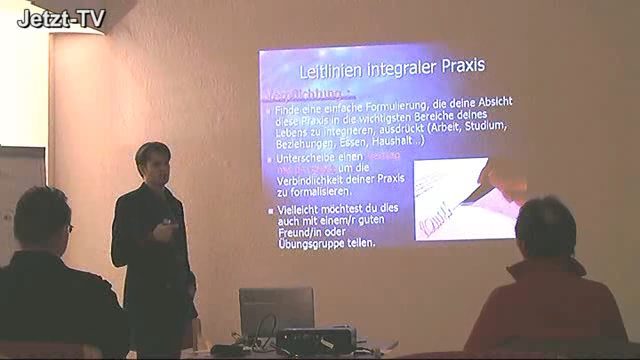 Jetzt-TV
Leitlinien integraler Praxis
Verpflichtung :
Finde eine einfache Formulierung, die deine Absicht
diese Praxis in die wichtigsten Bereiche deines
Lebens zu integrieren, ausdrückt (Arbeit, Studium,
Beziehungen, Essen, Haushalt...)
Unterscheibe einen
um die
Verbindlichkeit deiner Praxis
zu formalisieren.
Vielleicht möchtest du dies
auch mit einem/r guten
Freund/in oder
Übungsgruppe teilen.